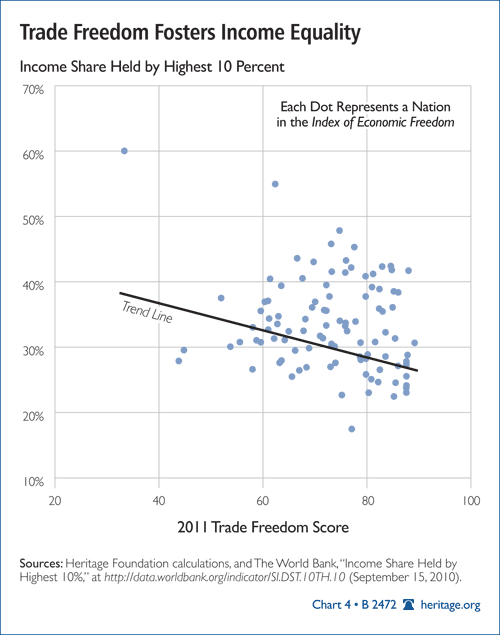 Trade Freedom Fosters Income Equality
Income Share Held by Highest 10 Percent
70%
Each Dot Represents a Nation
in the Index of Economic Freedom
60%
50%
40%
Trend Line
30%
20%
10%
20 40 60 80 100
2011 Trade Freedom Score
Sources: Heritage Foundation calculations, and The World Bank, “Income Share Held by
Highest 10%,” at http://data.worldbank.org/indicator/SI.DST.10TH.10 (September 15, 2010).
Chart 4 • B 2472 heritage.org